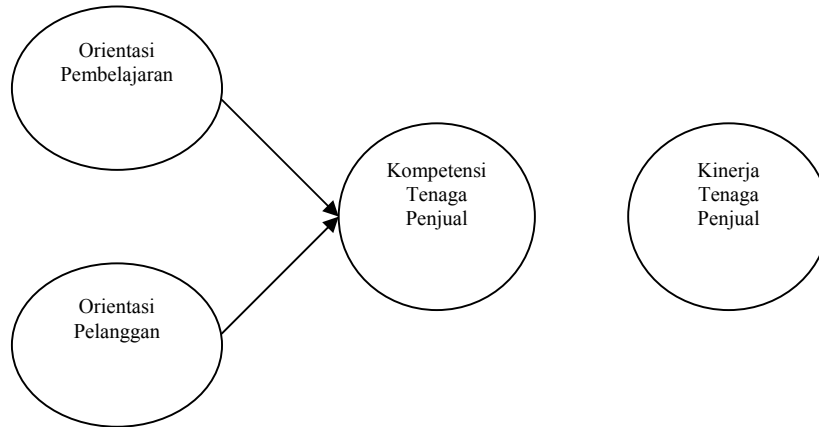 Orientasi
Pembelajaran
Kompetensi
Tenaga
Penjual
Kinerja
Tenaga
Penjual
Orientasi
Pelanggan